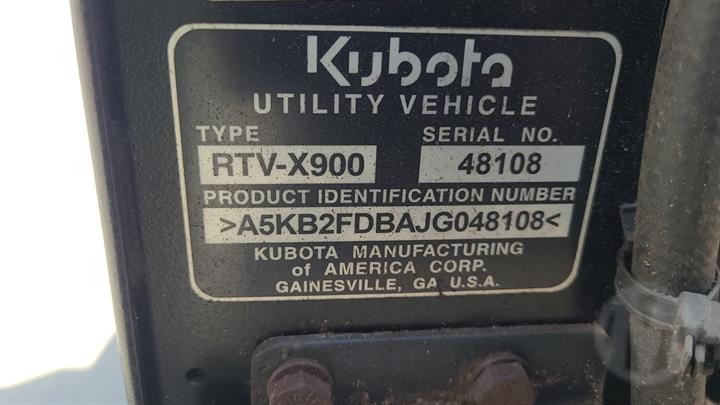 Kubota
UTILITY VEHICLE
TYPE SERIAL NO.
RTV-X900 48108
PRODUCT IDENTIFICATION NUMBER
>A5KB2FDBAJG048108<
KUBOTA MANUFACTURING
of AMERICA CORP.
GAINESVILLE, GA U.S.A.